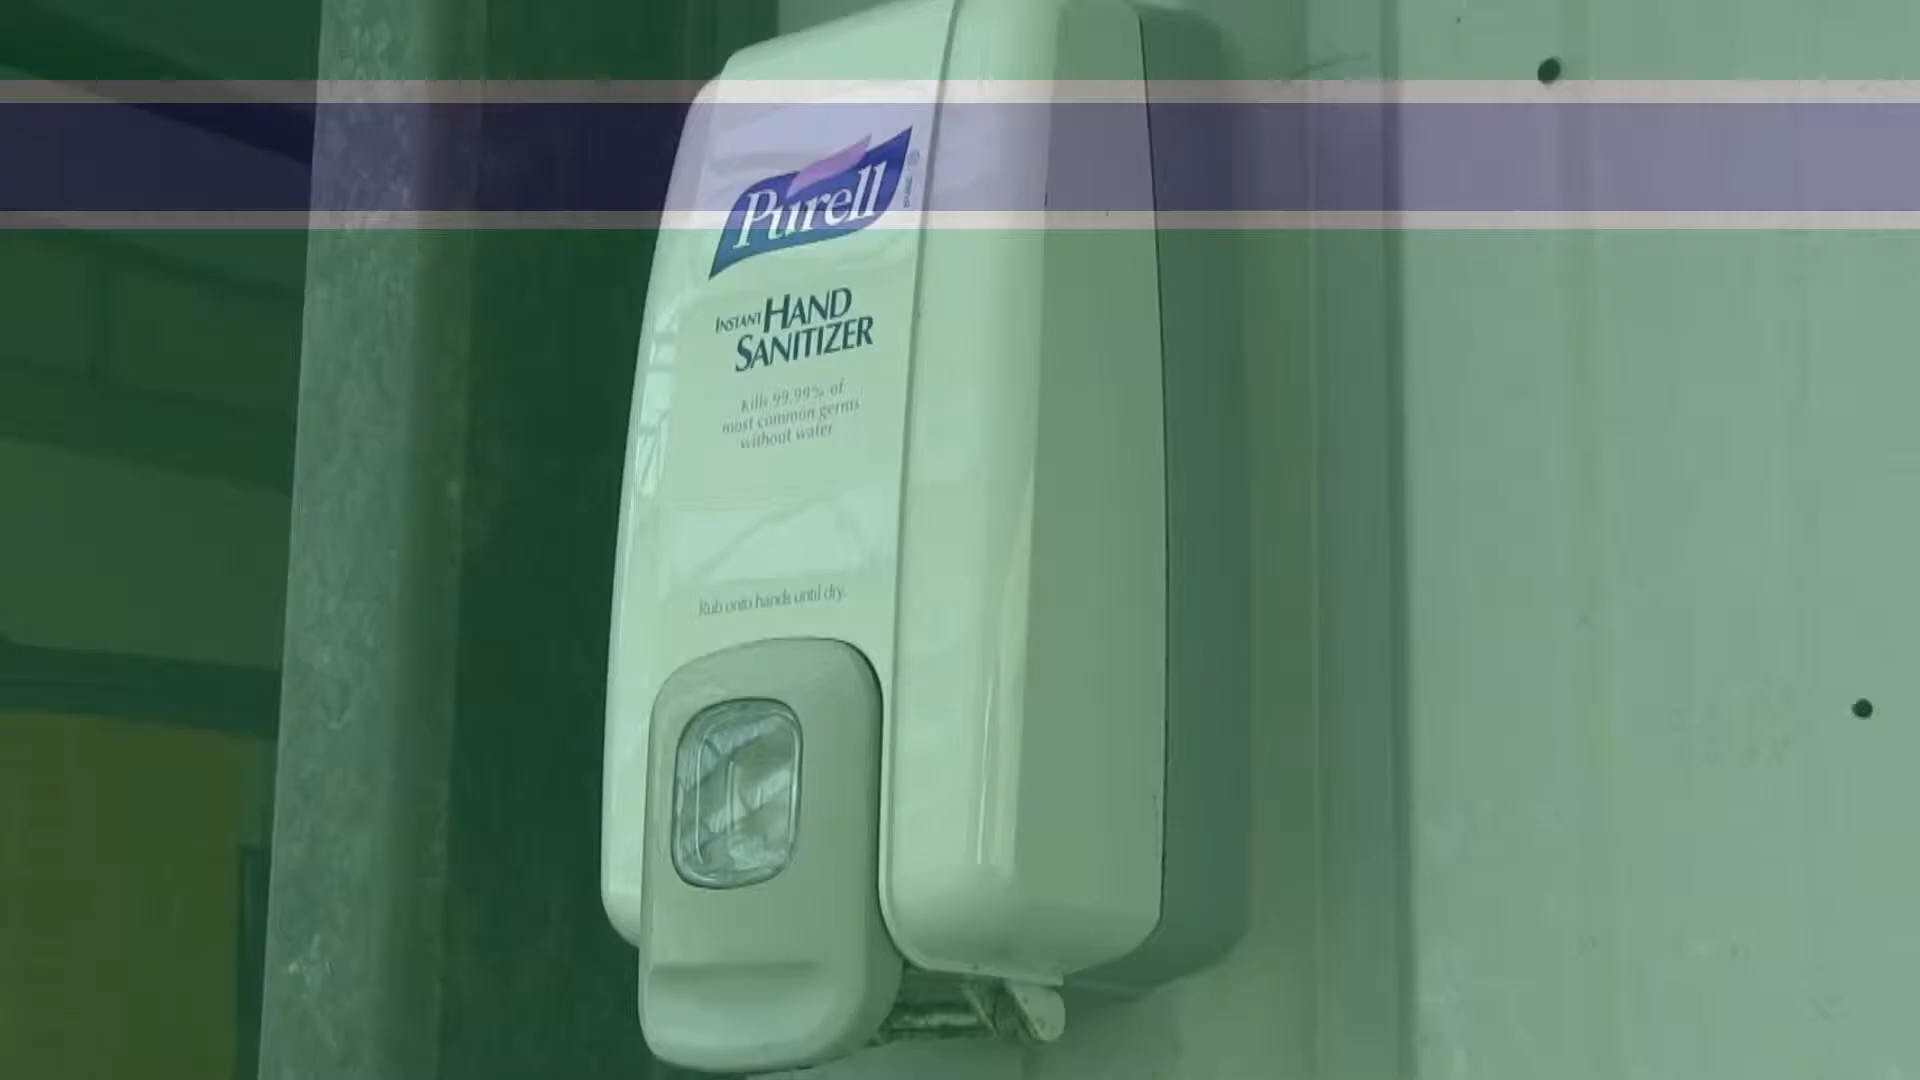 Purell
INSTANT HAND
SANITIZER
Kills 99.99% of
most common germs
without water
Rub onto hands until dry.